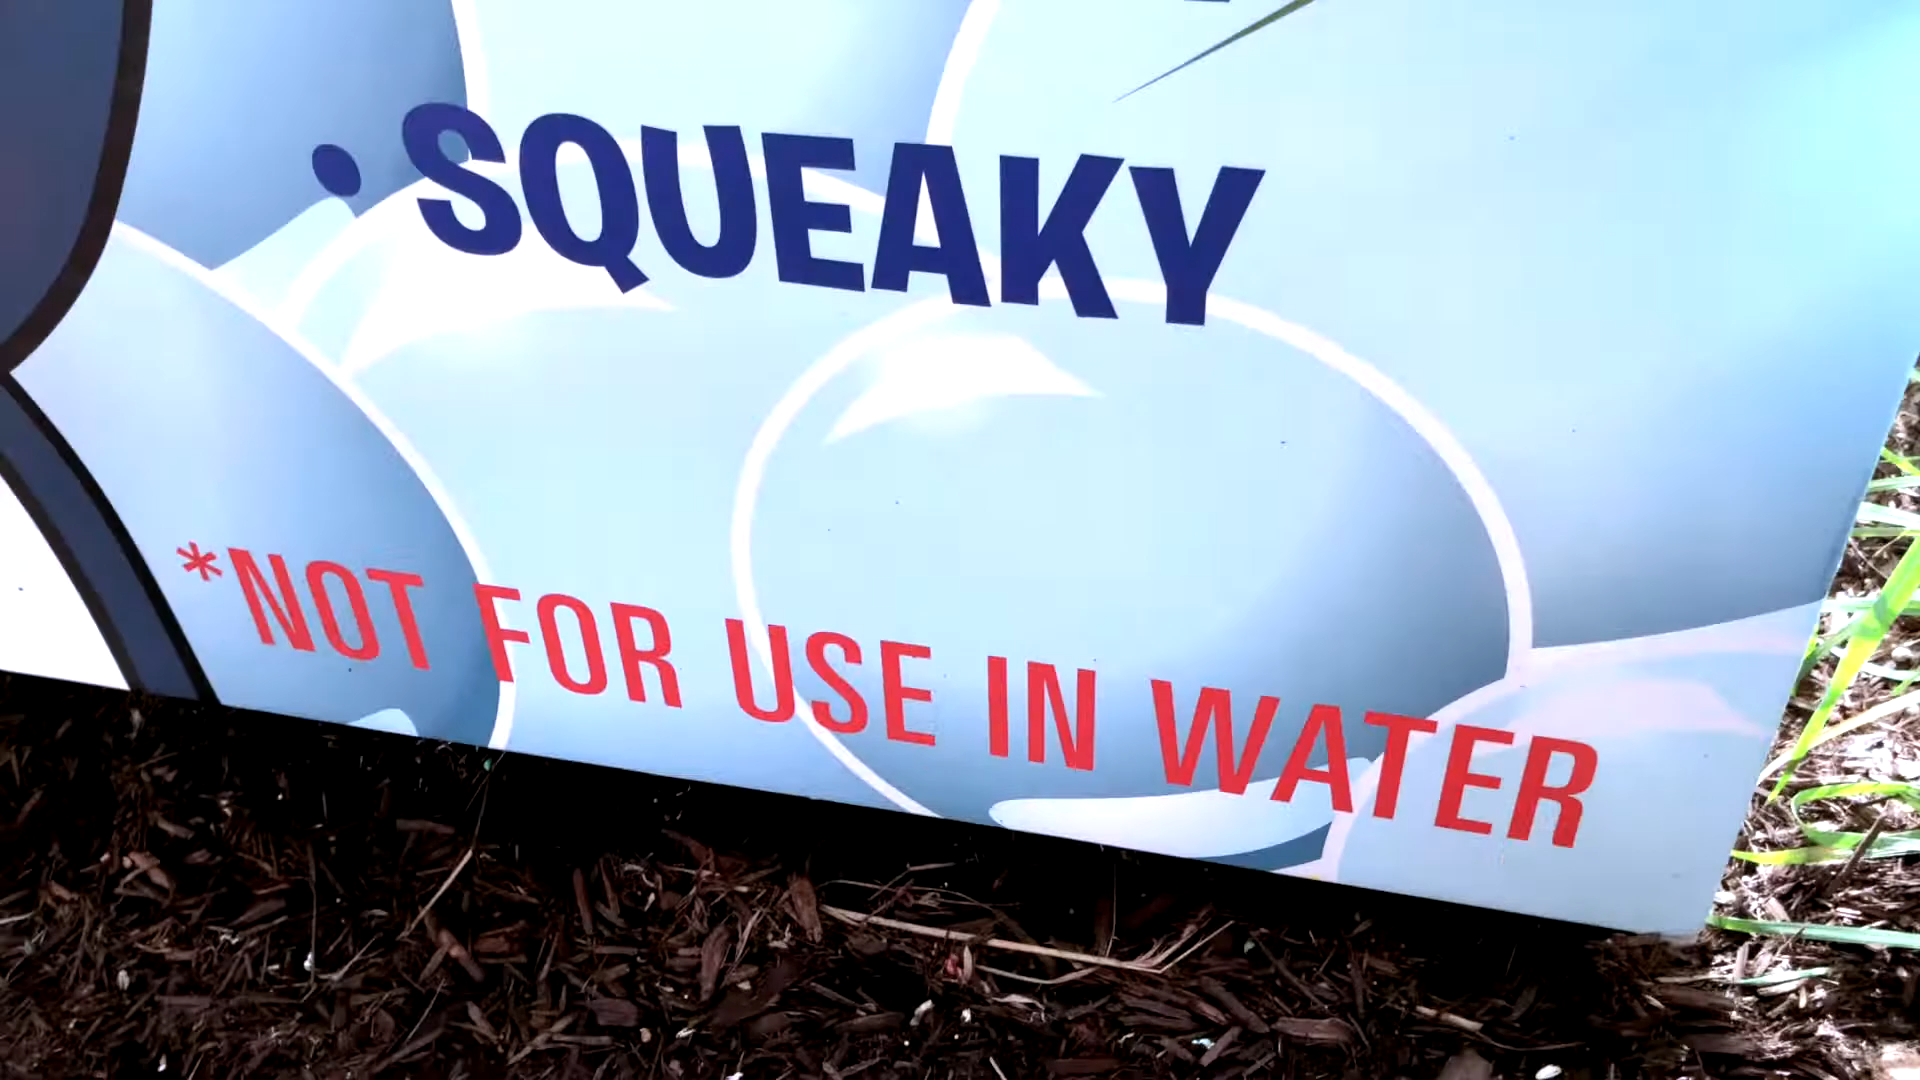 • SQUEAKY
*NOT FOR USE IN WATER